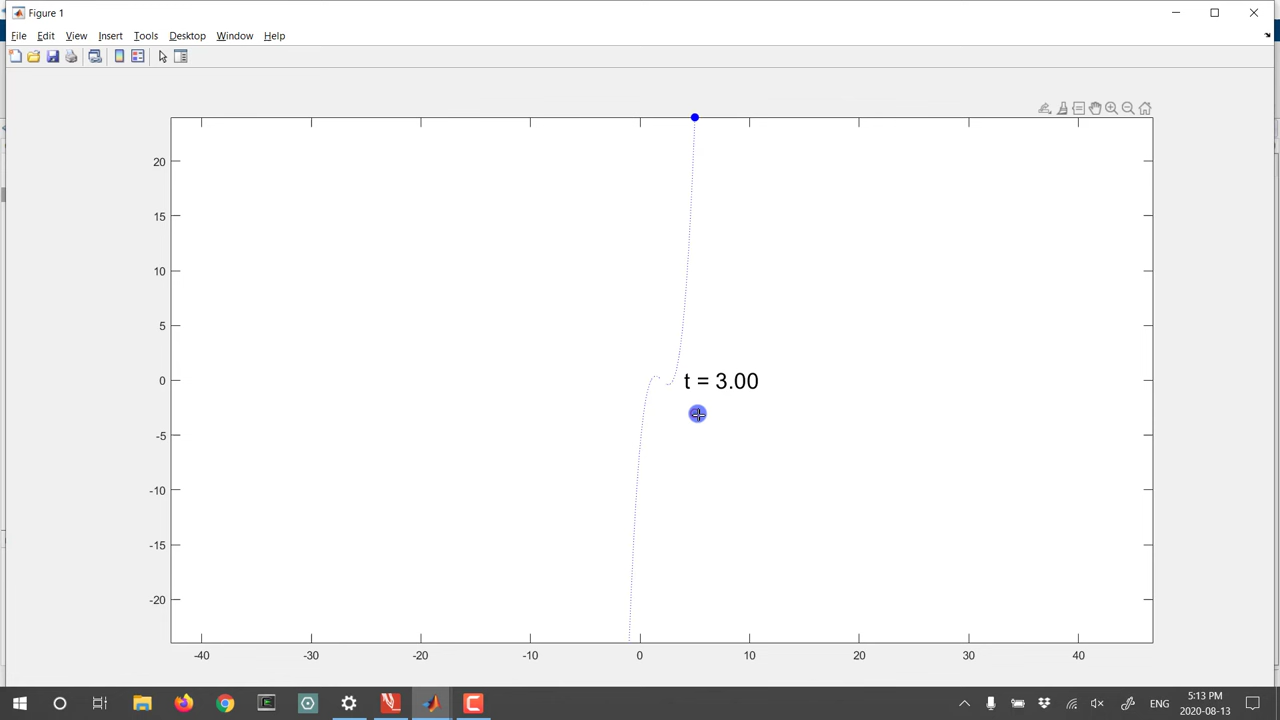 Figure 1
File Edit View Insert Tools Desktop Window Help
20
15
10
5
0
-5
-10
-15
-20
t = 3.00
-40 -30 -20 -10 0 10 20 30 40
ENG
5:13 PM
2020-08-13